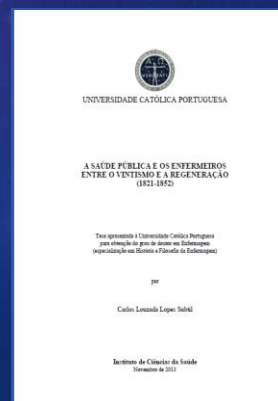 UNIVERSIDADE CATÓLICA PORTUGUESA
A SAÚDE PÚBLICA E OS ENFERMEIROS
ENTRE O VINTISMO E A REGENERAÇÃO
(1821-1852)
Tese apresentada à Universidade Católica Portuguesa
para obtenção do grau de doutor em Enfermagem
(especialização em História e Filosofia da Enfermagem)
por
Carlos Lousada Lopes Subtil
Instituto de Ciências da Saúde
Novembro de 2013